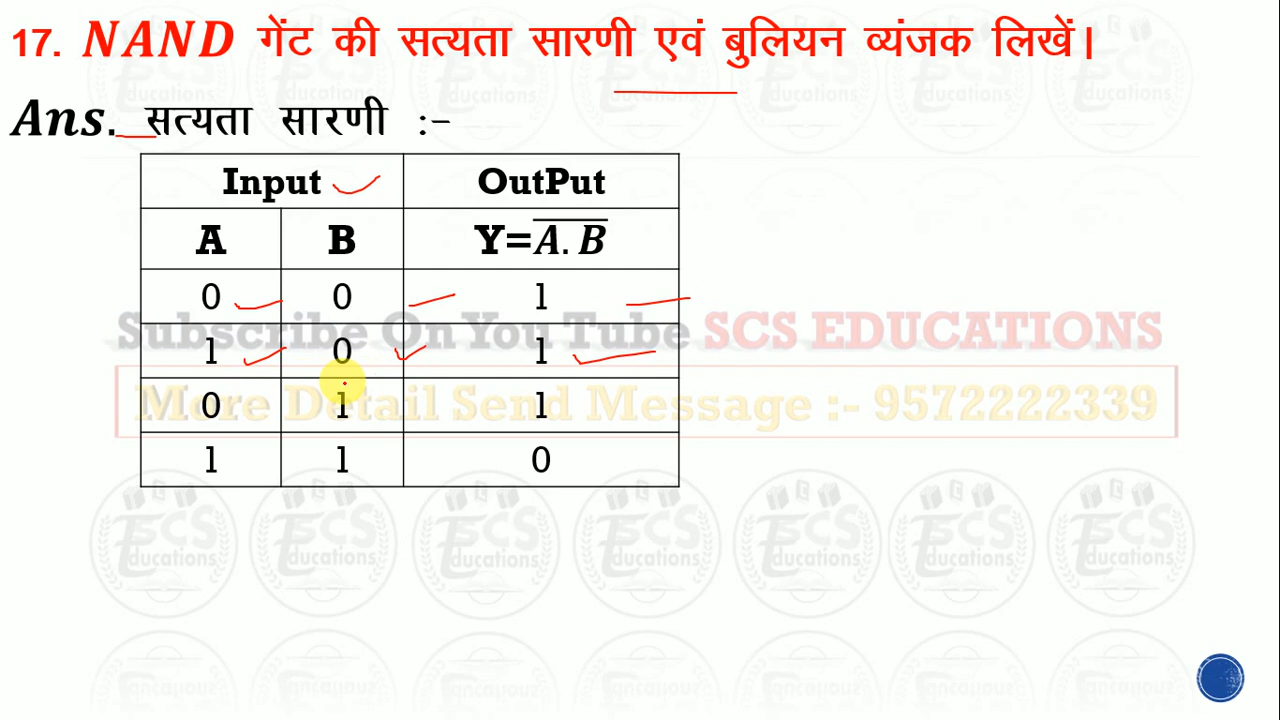 17. NAND गेंट की सत्यता सारणी एवं बुलियन व्यंजक लिखें|
Ans. सत्यता सारणी :-
Input OutPut
A B Y=\overline{A.B}
0 0 1
Subscribe On You Tube SCS EDUCATIONS
1 0 1
0 1 1
More Detail Send Message :- 9572222339
1 1 0